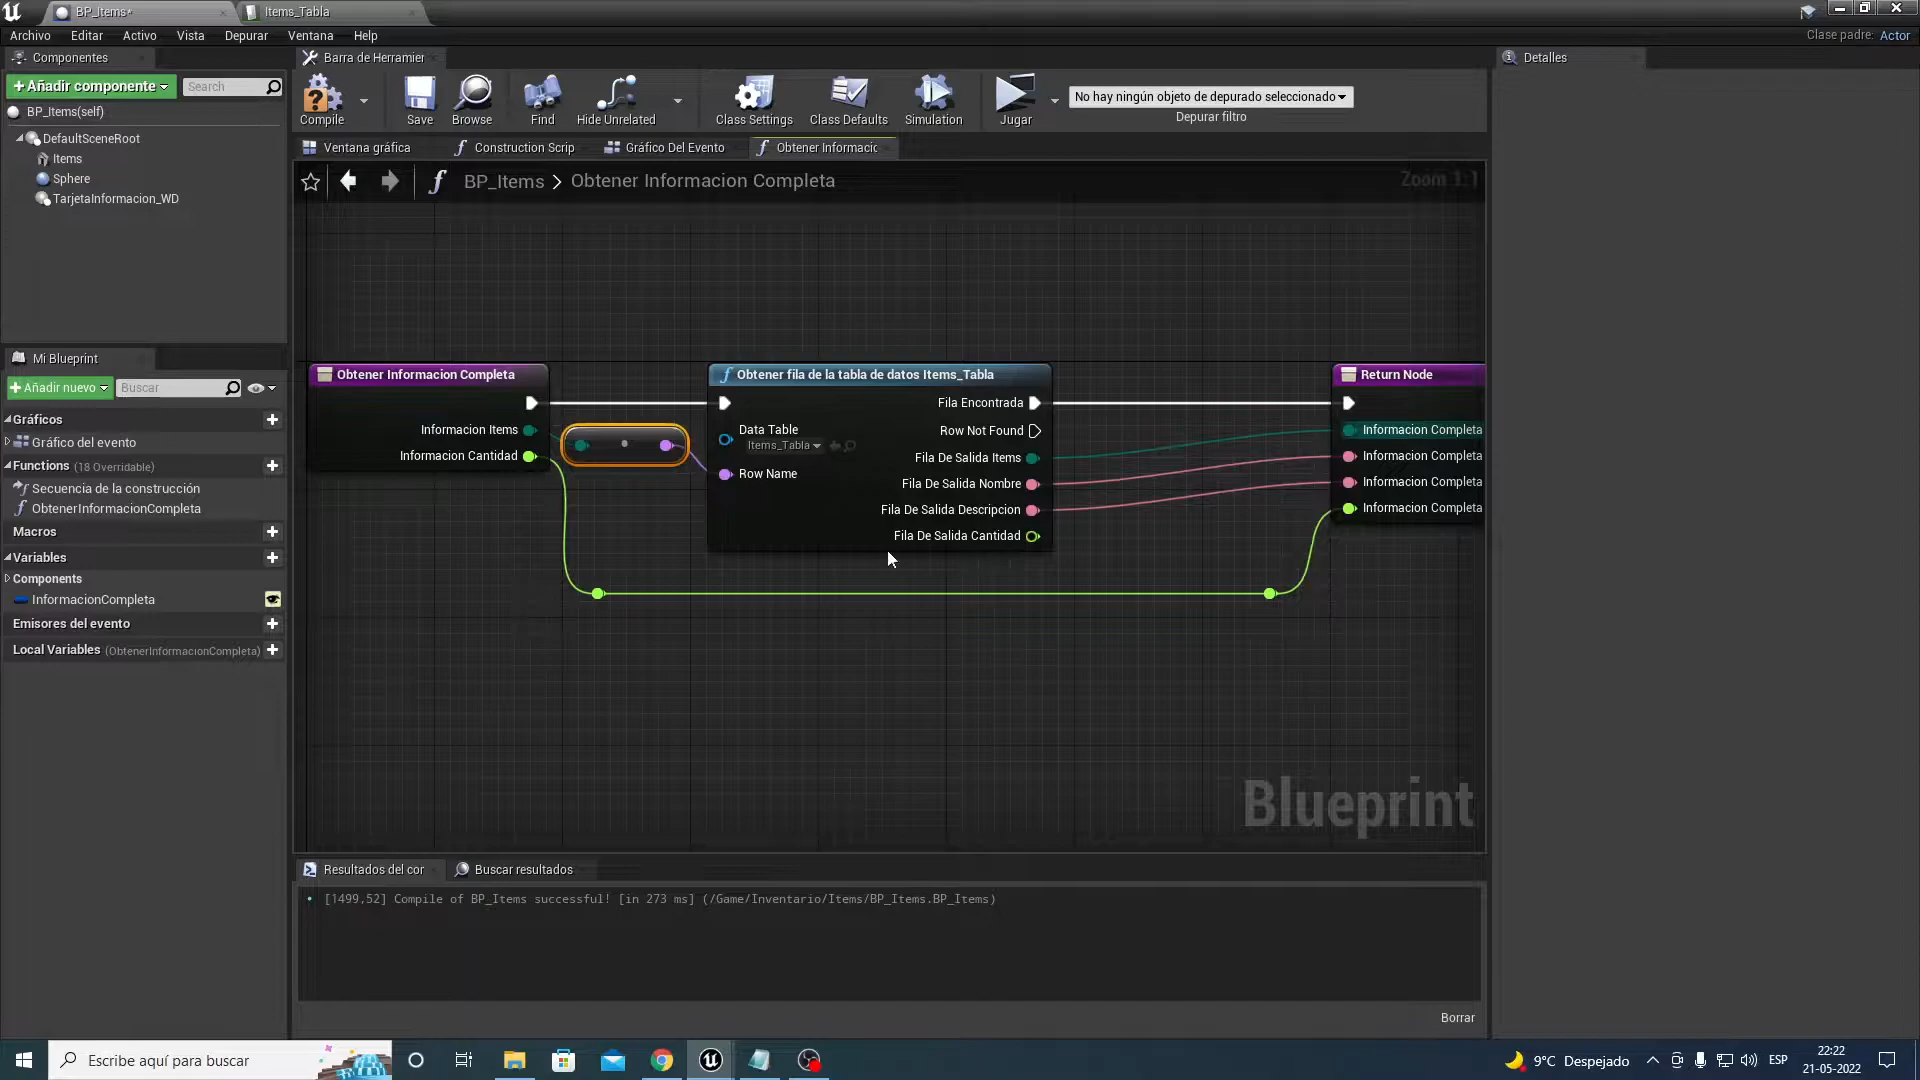 BP_Items*
Items_Tabla
Archivo
Editar
Activo
Vista
Depurar
Ventana
Help
Clase padre: Actor
Componentes
Añadir componente
Search
BP_Items(self)
DefaultSceneRoot
Items
Sphere
TarjetaInformacion_WD
Barra de Herramier
Compile
Save
Browse
Find
Hide Unrelated
Class Settings
Class Defaults
Simulation
Jugar
No hay ningún objeto de depurado seleccionado
Depurar filtro
Ventana gráfica
Construction Scrip
Gráfico Del Evento
Obtener Informacic
BP_Items > Obtener Informacion Completa
Zoom 1:1
Obtener Informacion Completa
Informacion Items
Informacion Cantidad
Obtener fila de la tabla de datos Items_Tabla
Fila Encontrada
Data Table
Items_Tabla
Row Not Found
Fila De Salida Items
Row Name
Fila De Salida Nombre
Fila De Salida Descripcion
Fila De Salida Cantidad
Return Node
Informacion Completa
Informacion Completa
Informacion Completa
Informacion Completa
Blueprint
Mi Blueprint
Añadir nuevo
Buscar
Gráficos
Gráfico del evento
Functions (18 Overridable)
Secuencia de la construcción
ObtenerInformacionCompleta
Macros
Variables
Components
InformacionCompleta
Emisores del evento
Local Variables (ObtenerInformacionCompleta)
Resultados del cor
Buscar resultados
[1499,52] Compile of BP_Items successful! [in 273 ms] (/Game/Inventario/Items/BP_Items.BP_Items)
Borrar
Detalles
Escribe aquí para buscar
9°C Despejado
ESP
22:22
21-05-2022